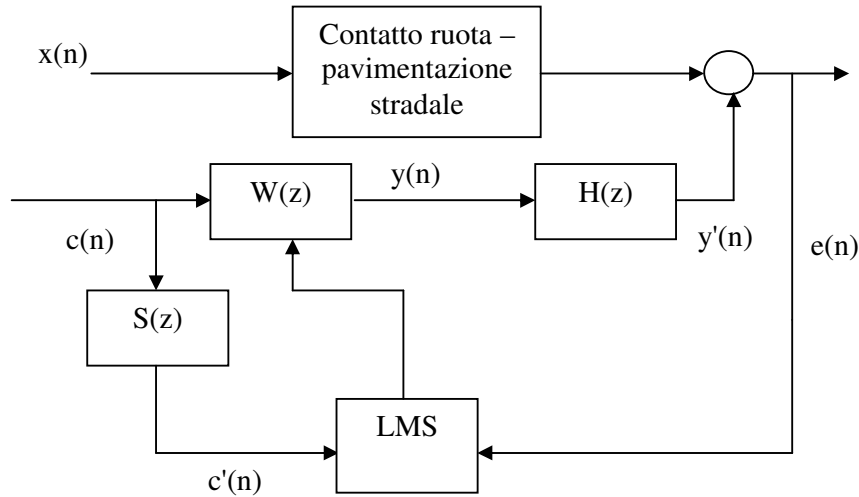 x(n)
Contatto ruota –
pavimentazione
stradale
W(z)
y(n)
H(z)
c(n)
y'(n)
e(n)
S(z)
LMS
c'(n)